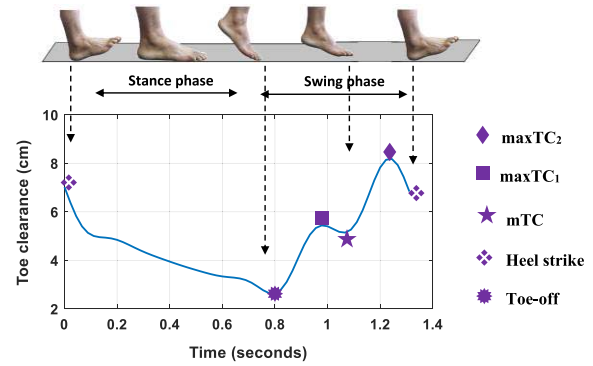 Stance phase
Swing phase
Toe clearance (cm)
10
8
6
4
2
0
0.2
0.4
0.6
0.8
1
1.2
1.4
Time (seconds)
maxTC2
maxTC1
mTC
Heel strike
Toe-off